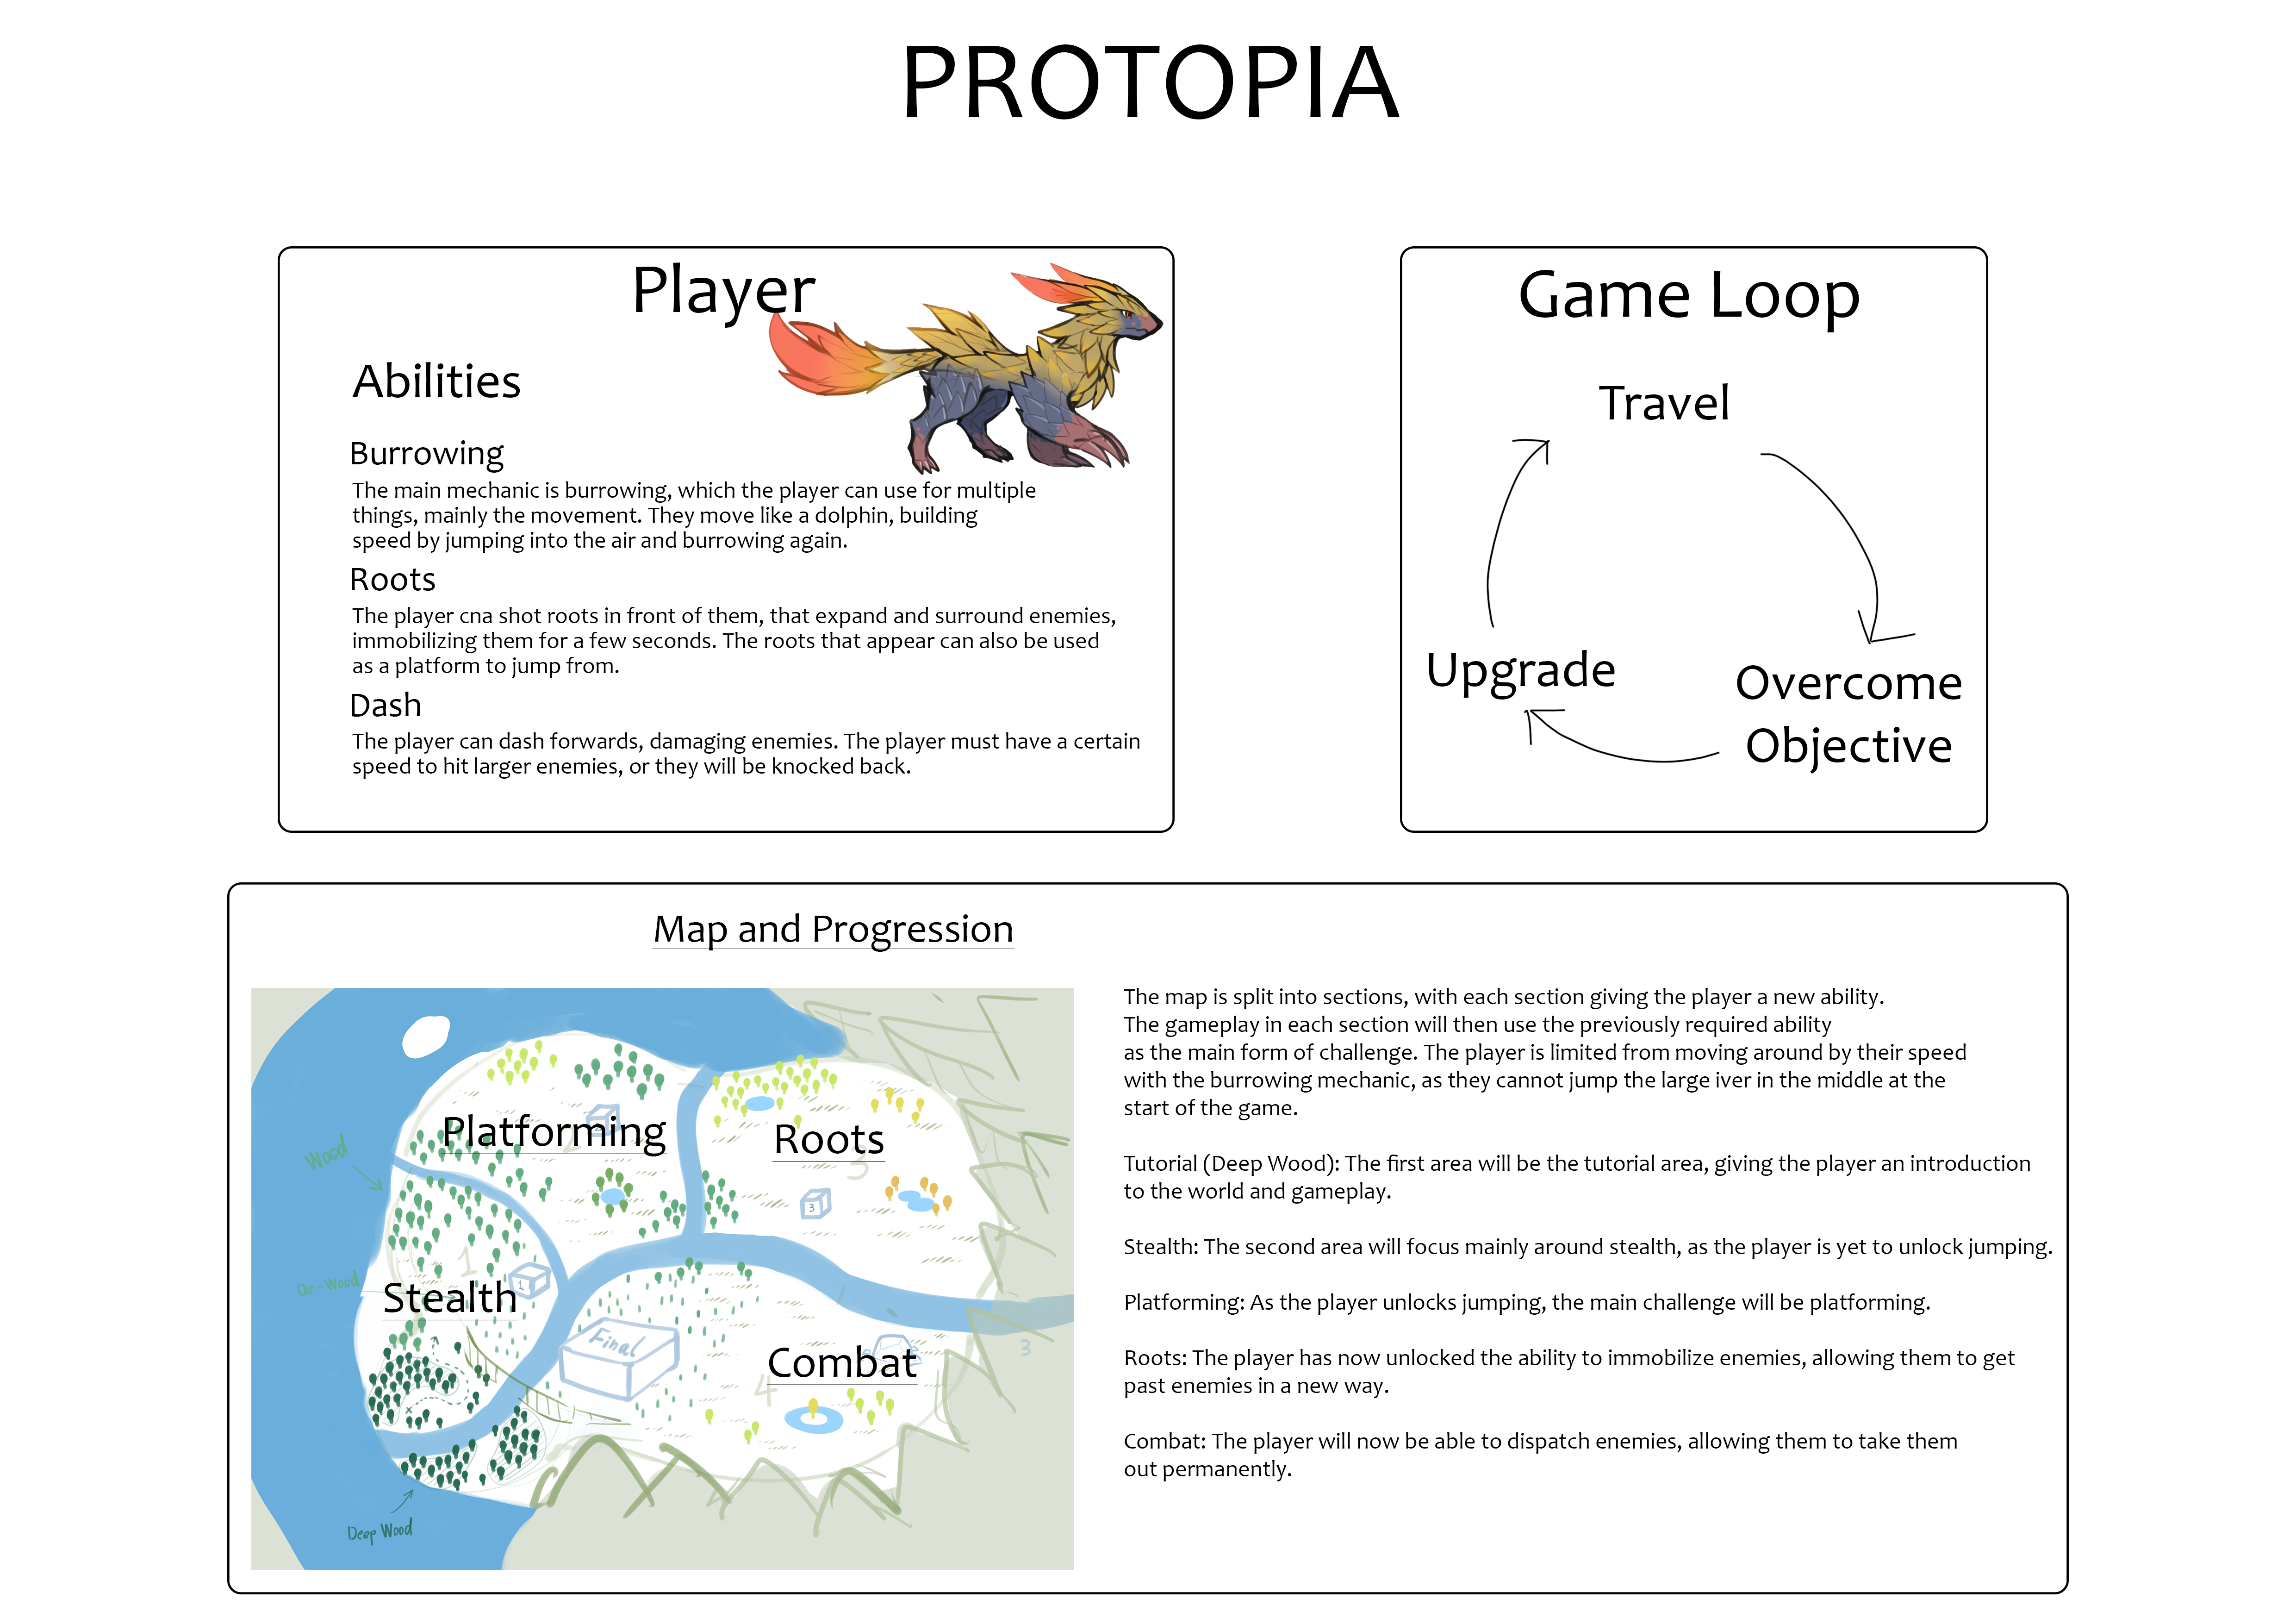 PROTOPIA
Player
Abilities
Burrowing
The main mechanic is burrowing, which the player can use for multiple
things, mainly the movement. They move like a dolphin, building
speed by jumping into the air and burrowing again.
Roots
The player cna shot roots in front of them, that expand and surround enemies,
immobilizing them for a few seconds. The roots that appear can also be used
as a platform to jump from.
Dash
The player can dash forwards, damaging enemies. The player must have a certain
speed to hit larger enemies, or they will be knocked back.
Game Loop
Travel
Upgrade
Overcome
Objective
Map and Progression
Platforming
Roots
Wood
3
3
1
1
De-Wood
Stealth
Final
3
Combat
4
Deep Wood
The map is split into sections, with each section giving the player a new ability.
The gameplay in each section will then use the previously required ability
as the main form of challenge. The player is limited from moving around by their speed
with the burrowing mechanic, as they cannot jump the large iver in the middle at the
start of the game.
Tutorial (Deep Wood): The first area will be the tutorial area, giving the player an introduction
to the world and gameplay.
Stealth: The second area will focus mainly around stealth, as the player is yet to unlock jumping.
Platforming: As the player unlocks jumping, the main challenge will be platforming.
Roots: The player has now unlocked the ability to immobilize enemies, allowing them to get
past enemies in a new way.
Combat: The player will now be able to dispatch enemies, allowing them to take them
out permanently.